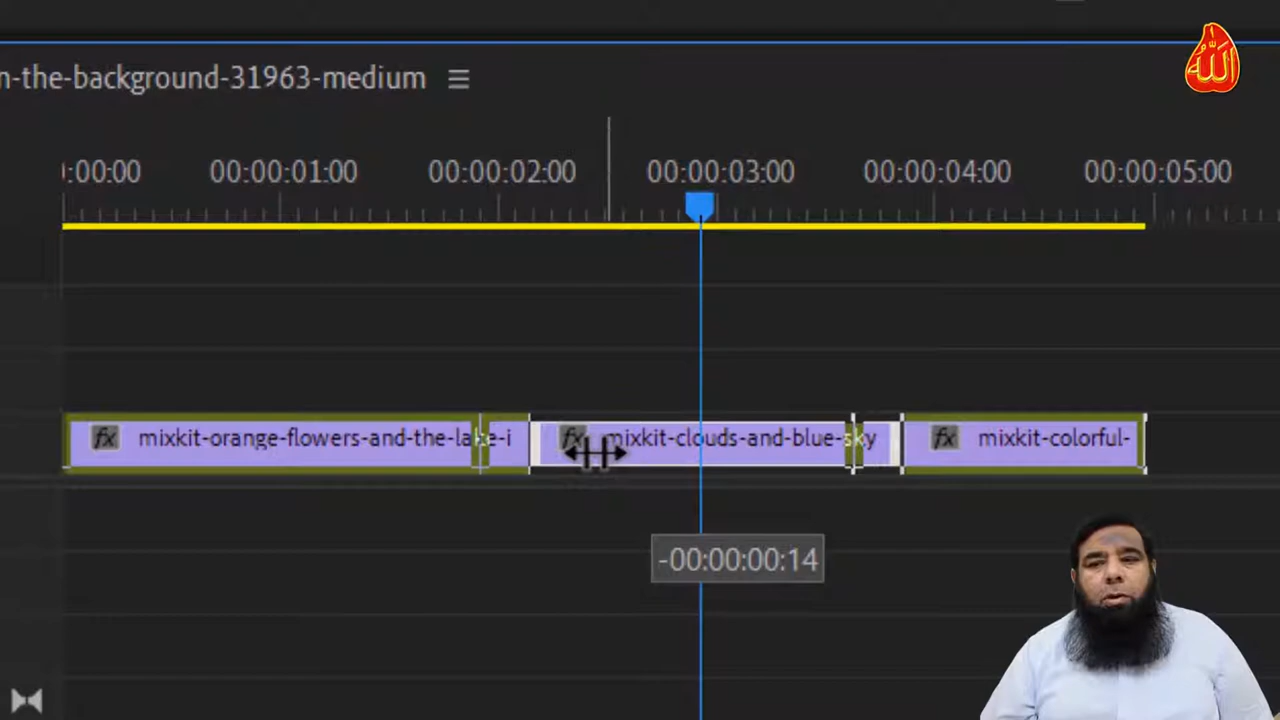 الله
n-the-background-31963-medium
:00:00
00:00:01:00
00:00:02:00
00:00:03:00
00:00:04:00
00:00:05:00
fx mixkit-orange-flowers-and-the-lake-i
fx mixkit-clouds-and-blue-sky
fx mixkit-colorful-
-00:00:00:14